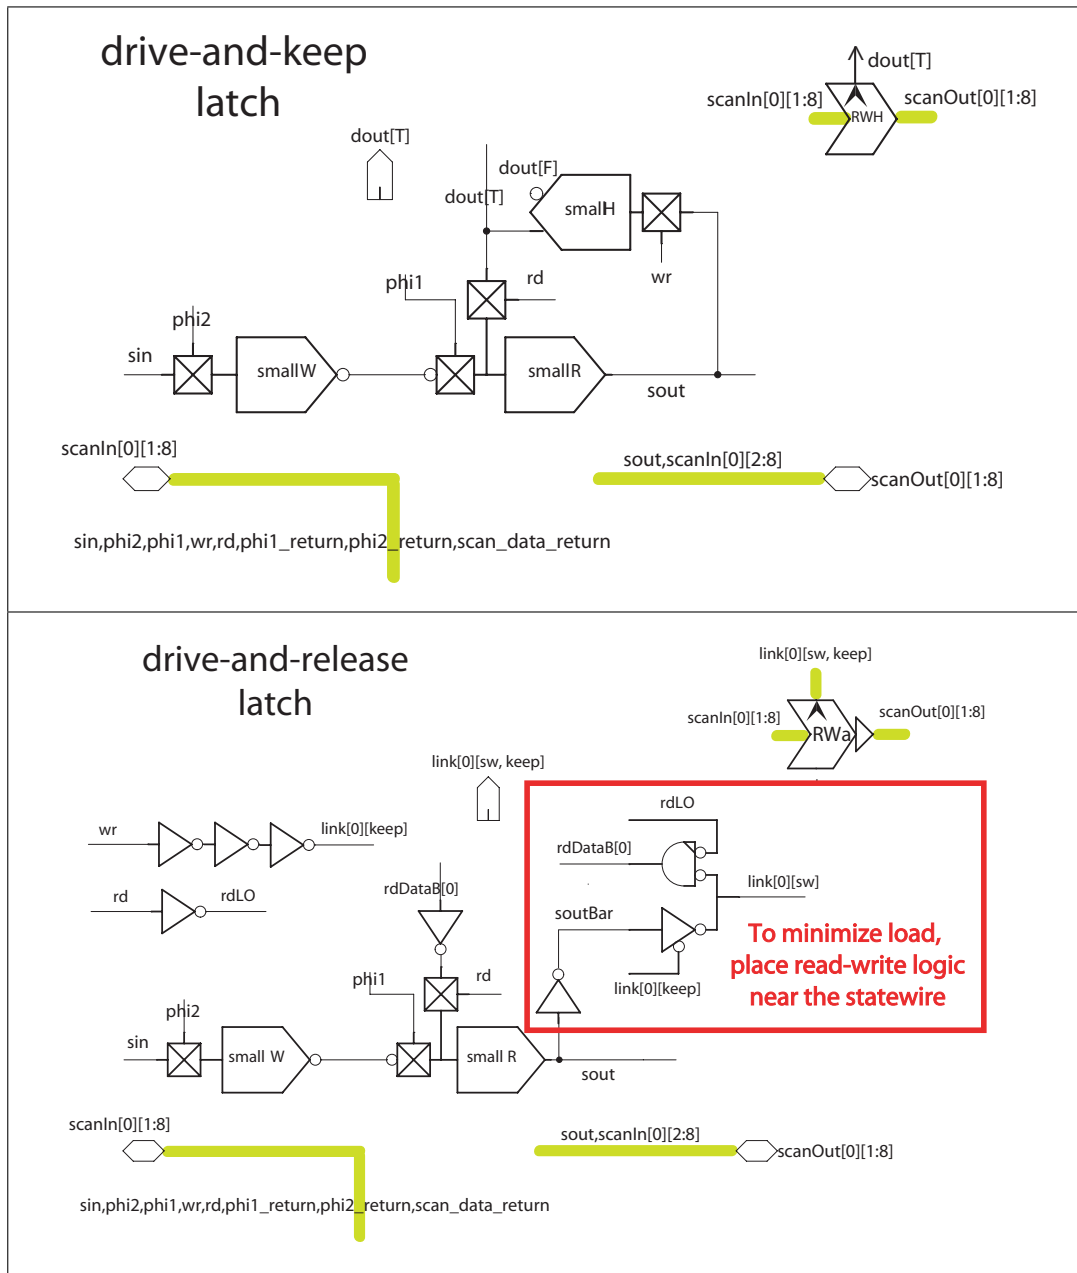 drive-and-keep
latch
dout[T]
scanIn[0][1:8]
scanOut[0][1:8]
RWH
dout[T]
dout[F]
dout[T]
smallH
wr
phi1
rd
phi2
sin
smallW
smallR
sout
scanIn[0][1:8]
sout,scanIn[0][2:8]
scanOut[0][1:8]
sin,phi2,phi1,wr,rd,phi1_return,phi2_return,scan_data_return
drive-and-release
latch
link[0][sw, keep]
scanIn[0][1:8]
scanOut[0][1:8]
RWa
link[0][sw, keep]
rdLO
wr
link[0][keep]
rdDataB[0]
rd
rdLO
rdDataB[0]
link[0][sw]
soutBar
To minimize load,
place read-write logic
near the statewire
link[0][keep]
phi1
rd
phi2
sin
small W
small R
sout
scanIn[0][1:8]
sout,scanIn[0][2:8]
scanOut[0][1:8]
sin,phi2,phi1,wr,rd,phi1_return,phi2_return,scan_data_return